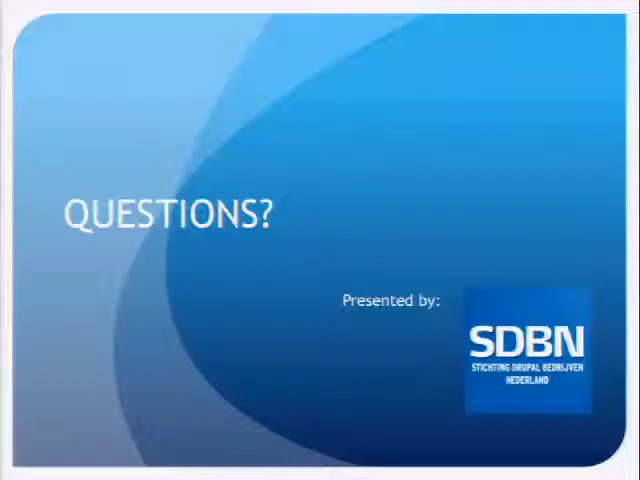 QUESTIONS?
Presented by:
SDBN
STICHTING DRUPAL BEDRIJVEN
NEDERLAND